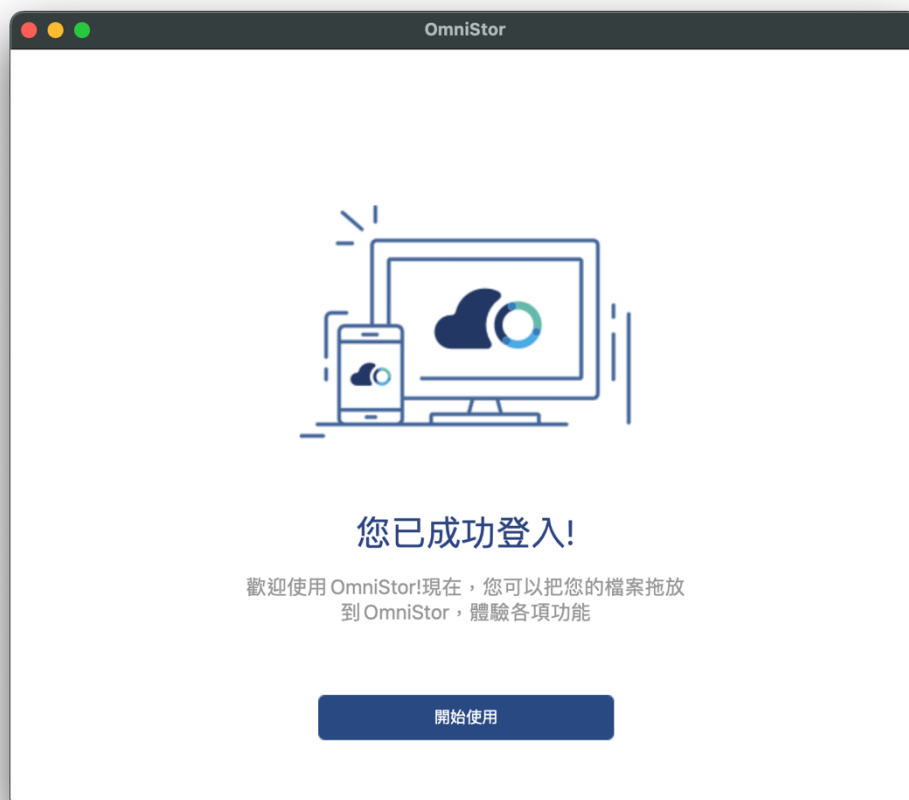 OmniStor
您已成功登入!
歡迎使用 OmniStor!現在，您可以把您的檔案拖放
到 OmniStor，體驗各項功能
開始使用